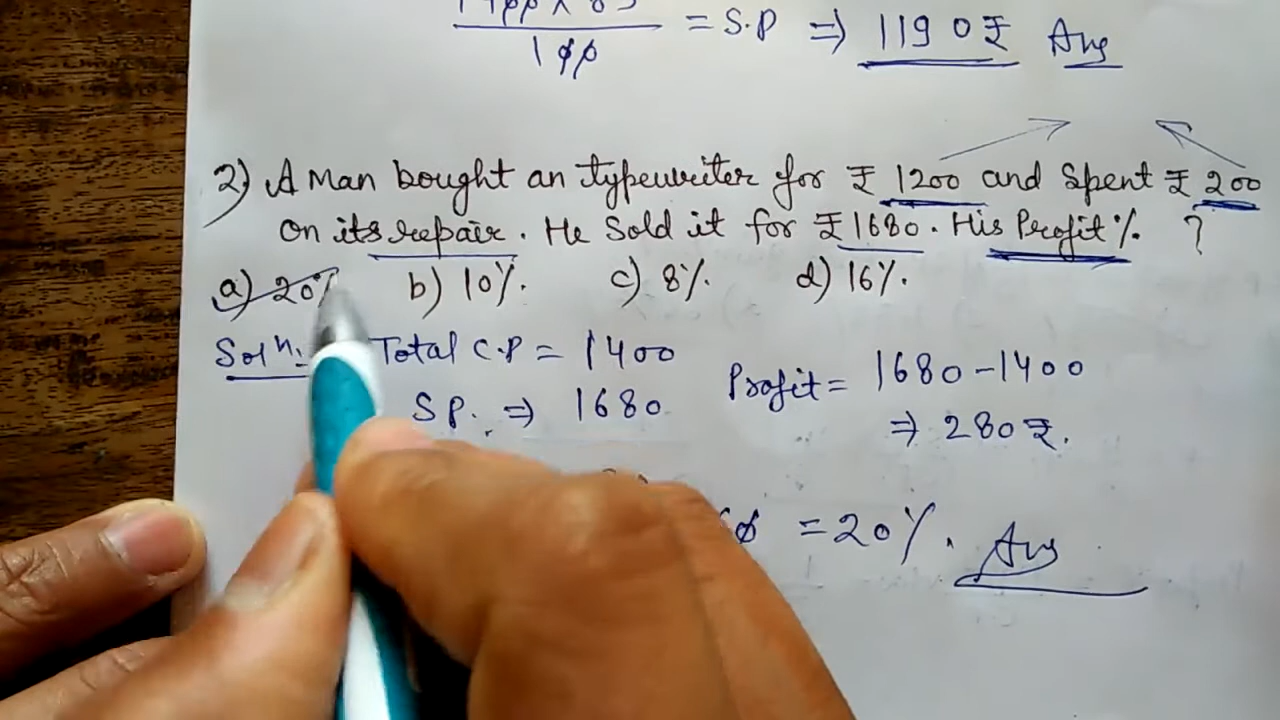 = S.P ⇒ 1190₹ Ans
100
2) A Man bought an typewriter for ₹ 1200 and Spent ₹ 200
on its repair. He Sold it for ₹1680. His Profit %. ?
a) 20% b) 10%. c) 8%. d) 16%.
Solⁿ:- Total C.P = 1400
Profit = 1680-1400
S P. ⇒ 1680
⇒ 280₹.
=20%. Ans